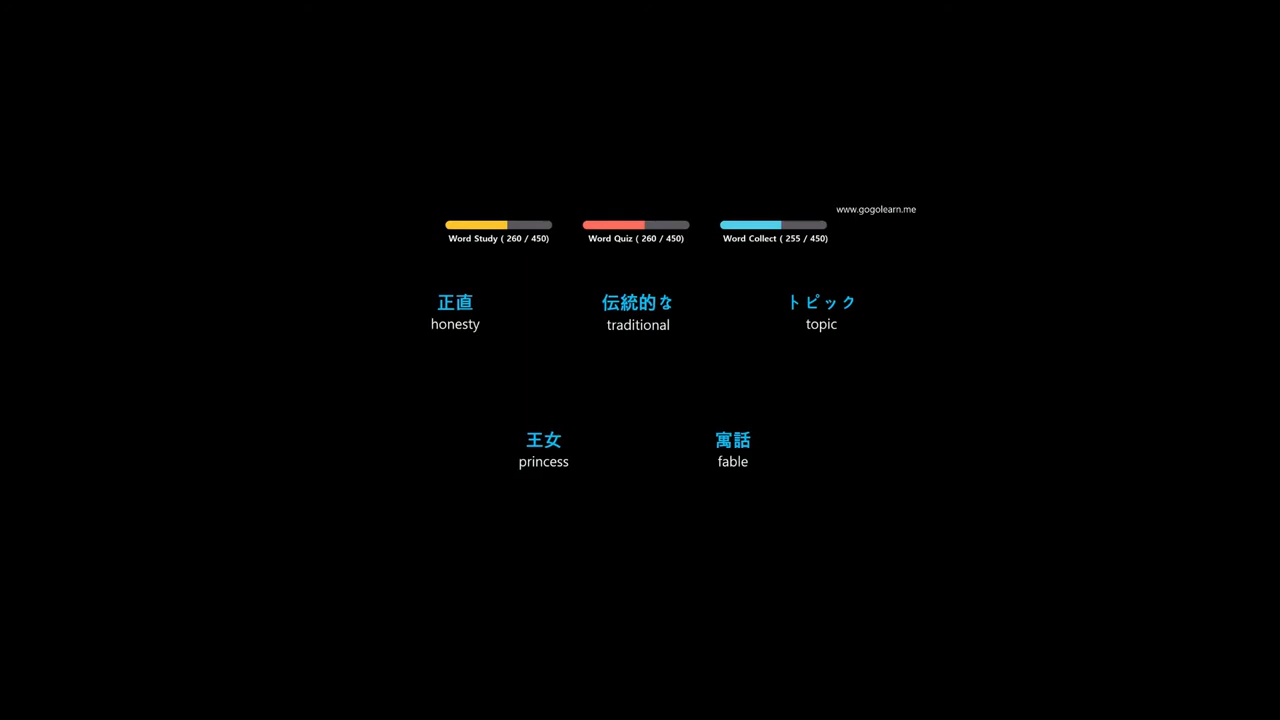 www.gogolearn.me
Word Study ( 260 / 450)
Word Quiz ( 260 / 450)
Word Collect ( 255 / 450)
正直
honesty
伝統的な
traditional
トピック
topic
王女
princess
寓話
fable